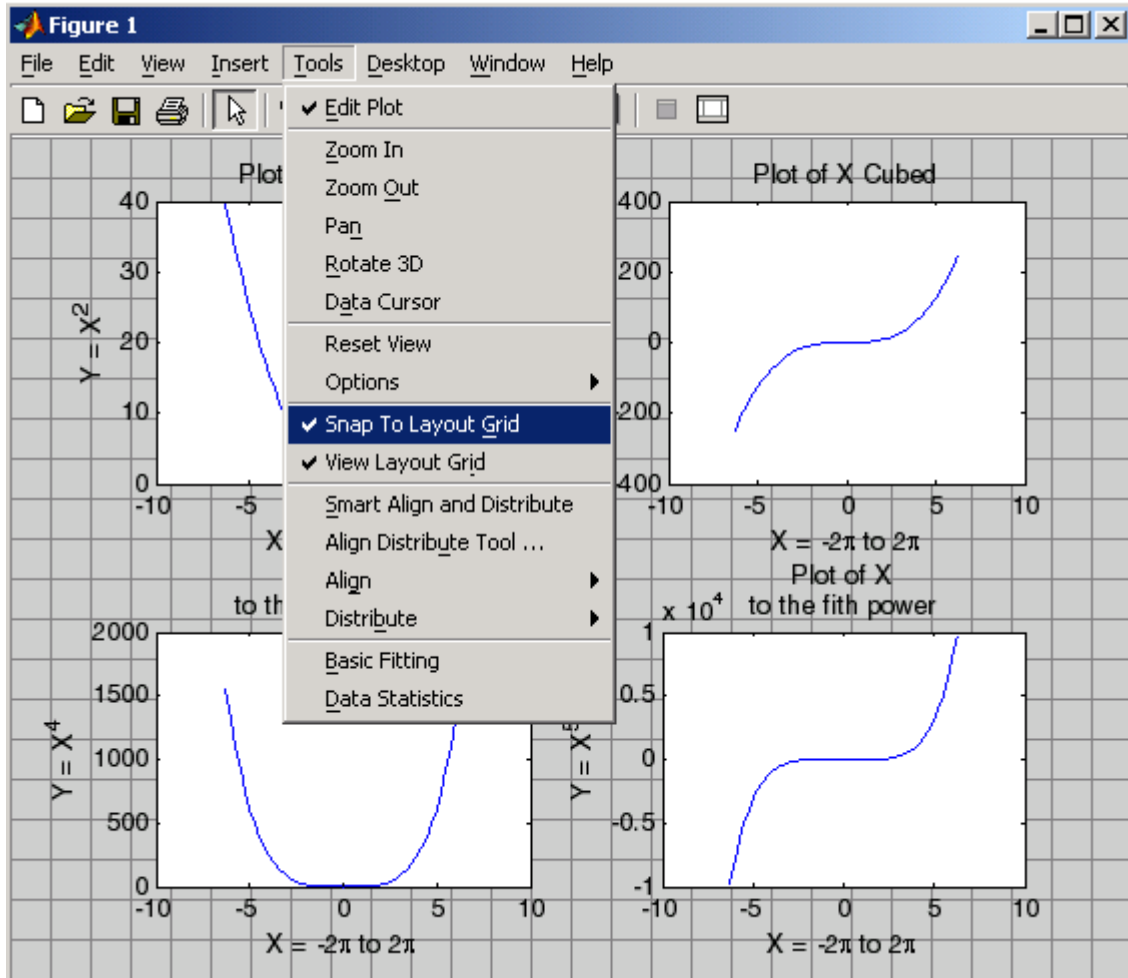 Figure 1
File Edit View Insert Tools Desktop Window Help
Edit Plot
Zoom In
Zoom Out
Pan
Rotate 3D
Data Cursor
Reset View
Options
Snap To Layout Grid
View Layout Grid
Smart Align and Distribute
Align Distribute Tool ...
Align
Distribute
Basic Fitting
Data Statistics
Plot
40
30
20
10
0
Y = X^2
-10 -5
X
Plot of X Cubed
400
200
0
-200
-400
-10 -5 0 5 10
X = -2π to 2π
to th
2000
1500
1000
500
0
Y = X^4
-10 -5 0 5 10
X = -2π to 2π
Plot of X
to the fith power
x 10^4
1
0.5
0
-0.5
-1
Y = X^5
-10 -5 0 5 10
X = -2π to 2π